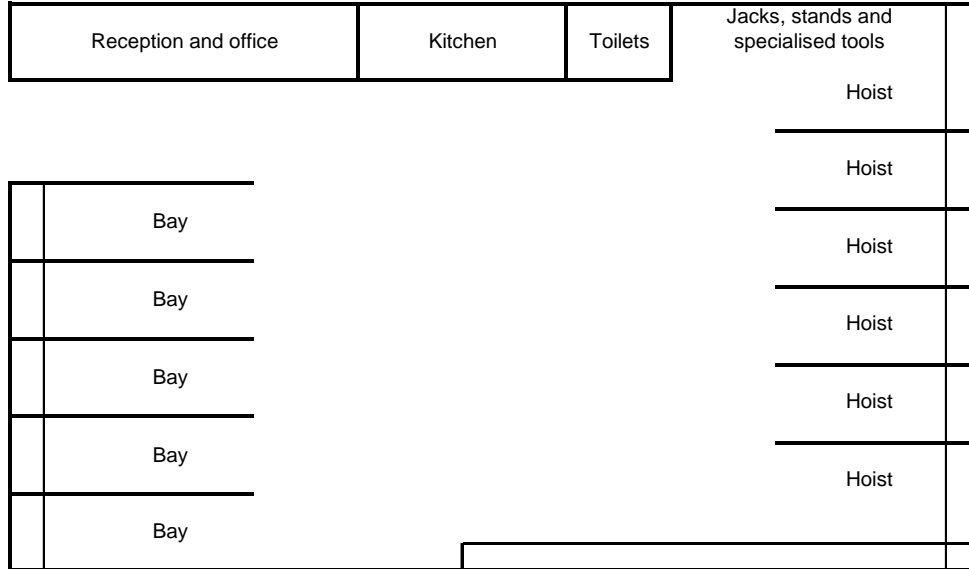 Reception and office
Kitchen
Toilets
Jacks, stands and
specialised tools
Hoist
Hoist
Bay
Hoist
Bay
Hoist
Bay
Hoist
Bay
Hoist
Bay